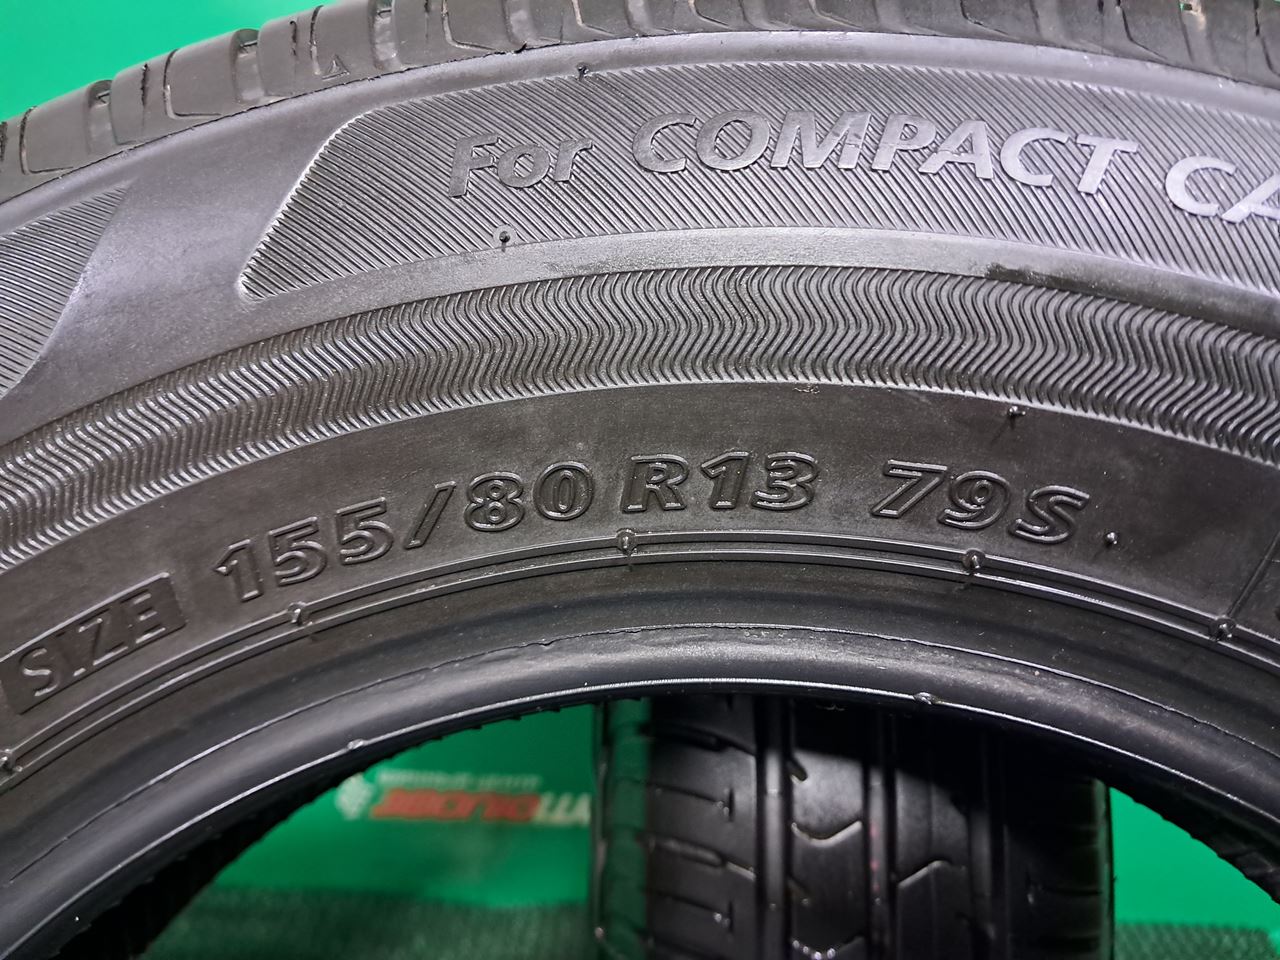 For COMPACT CA
SIZE 155/80 R13 79S